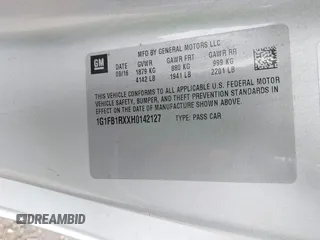 GM
MFD BY GENERAL MOTORS LLC
DATE GVWR GAWR FRT GAWR RR
09/16 1879 KG 880 KG 999 KG
4142 LB 1941 LB 2201 LB
THIS VEHICLE CONFORMS TO ALL APPLICABLE U.S. FEDERAL MOTOR
VEHICLE SAFETY, BUMPER, AND THEFT PREVENTION STANDARDS
IN EFFECT ON THE DATE OF MANUFACTURE SHOWN ABOVE.
1G1FB1RXXH0142127 TYPE: PASS CAR
DREAMBID